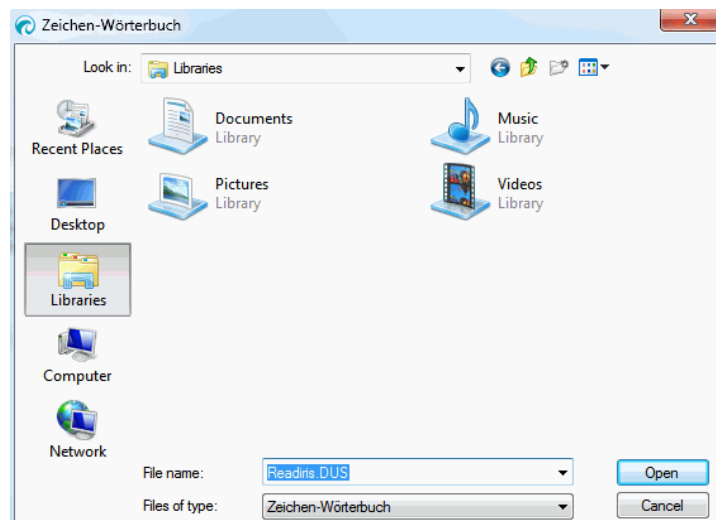 Zeichen-Wörterbuch
Look in: Libraries
Recent Places
Desktop
Libraries
Computer
Network
Documents
Library
Music
Library
Pictures
Library
Videos
Library
File name: Readiris.DUS
Open
Files of type: Zeichen-Wörterbuch
Cancel